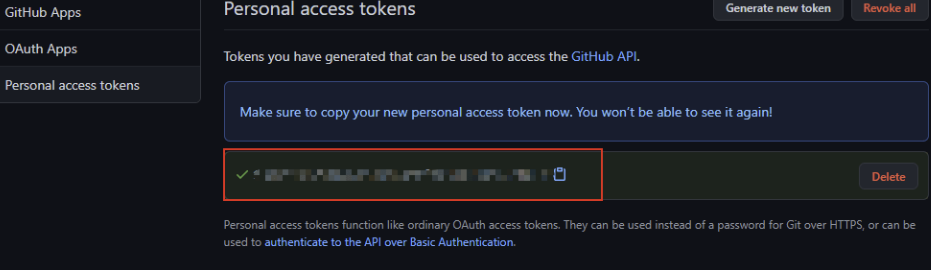 GitHub Apps
OAuth Apps
Personal access tokens
Personal access tokens
Generate new token
Revoke all
Tokens you have generated that can be used to access the GitHub API.
Make sure to copy your new personal access token now. You won’t be able to see it again!
Delete
Personal access tokens function like ordinary OAuth access tokens. They can be used instead of a password for Git over HTTPS, or can be
used to authenticate to the API over Basic Authentication.